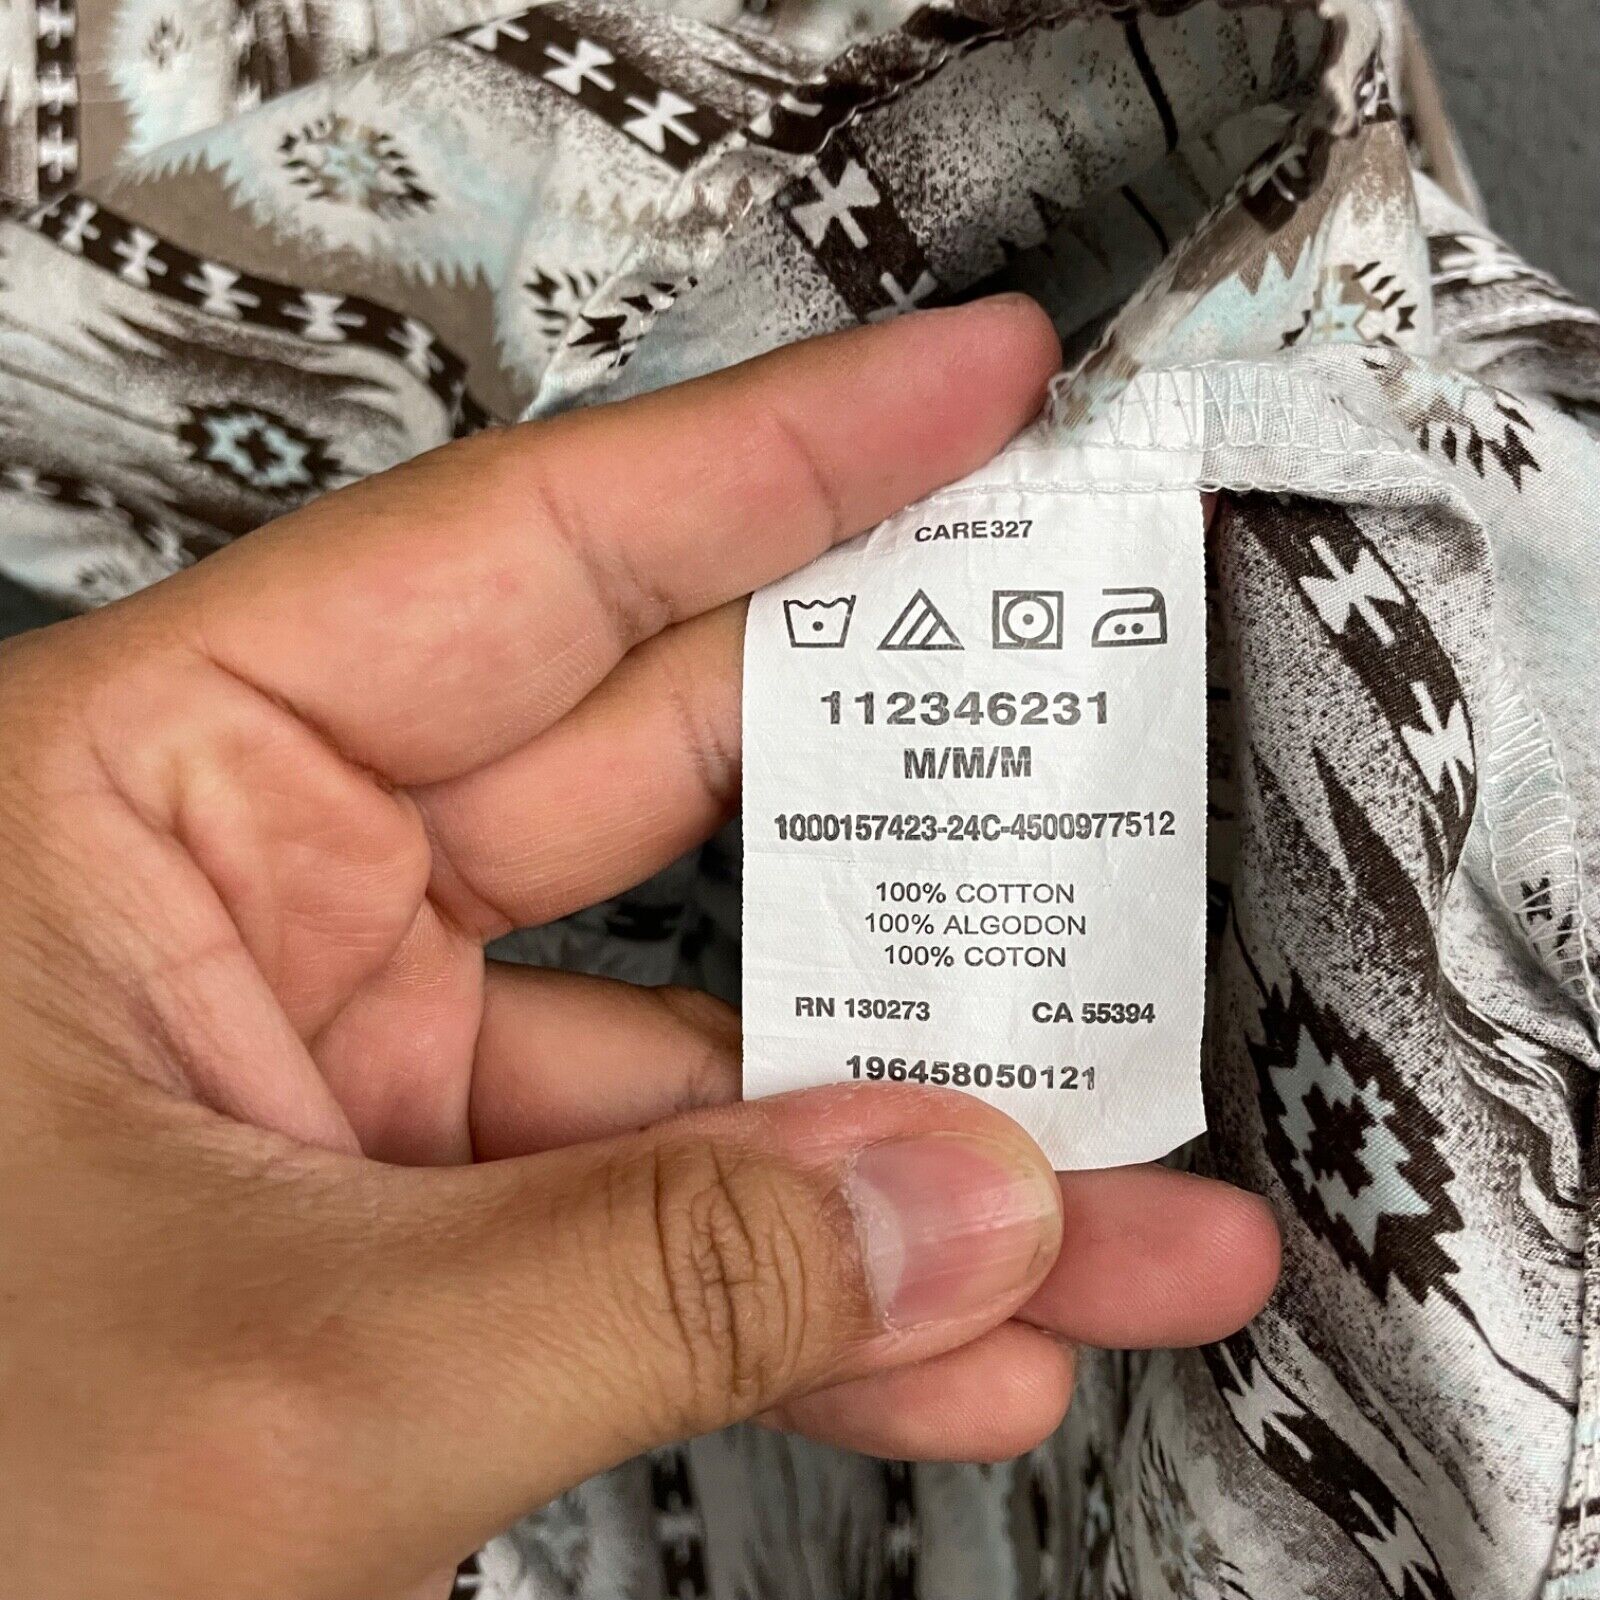 CARE327
112346231
M/M/M
1000157423-24C-4500977512
100% COTTON
100% ALGODON
100% COTON
RN 130273 CA 55394
196458050121